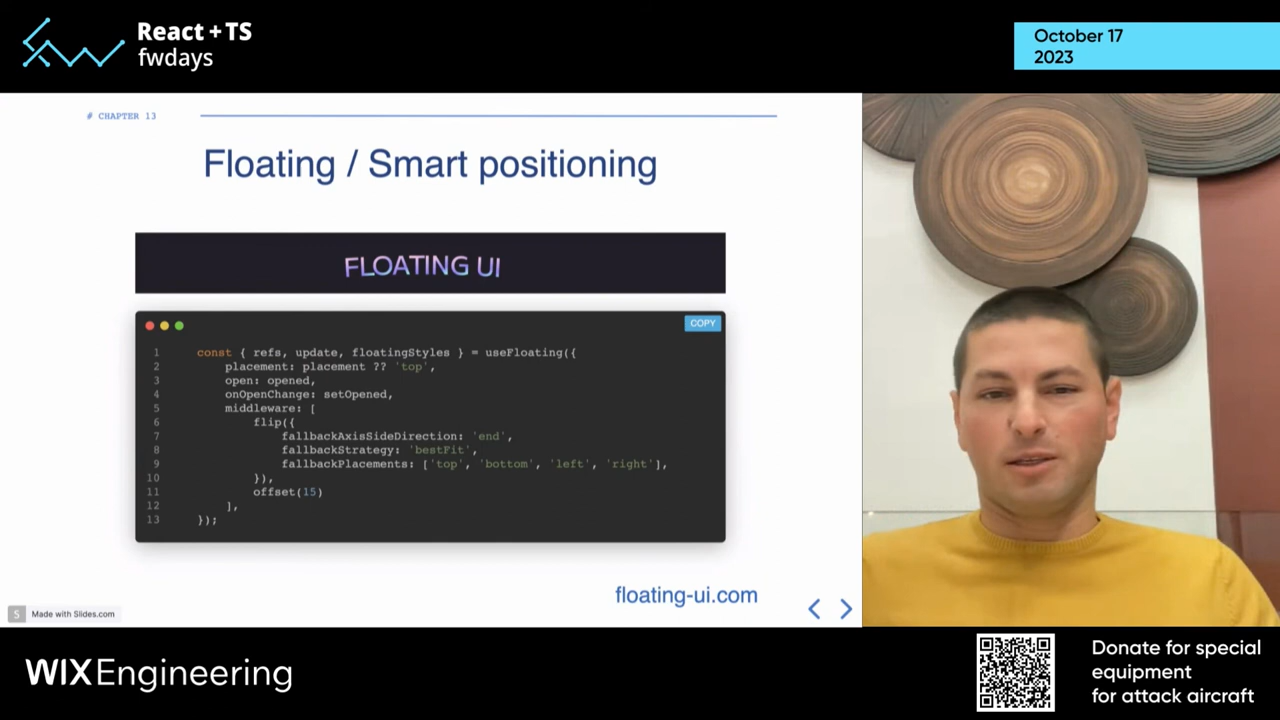 React + TS
fwdays
October 17
2023
# CHAPTER 13
Floating / Smart positioning
FLOATING UI
COPY
1 const { refs, update, floatingStyles } = useFloating({
2 placement: placement ?? 'top',
3 open: opened,
4 onOpenChange: setOpened,
5 middleware: [
6 flip({
7 fallbackAxisSideDirection: 'end',
8 fallbackStrategy: 'bestFit',
9 fallbackPlacements: ['top', 'bottom', 'left', 'right'],
10 }),
11 offset(15)
12 ],
13 });
floating-ui.com
S Made with Slides.com
WIXEngineering
Donate for special
equipment
for attack aircraft